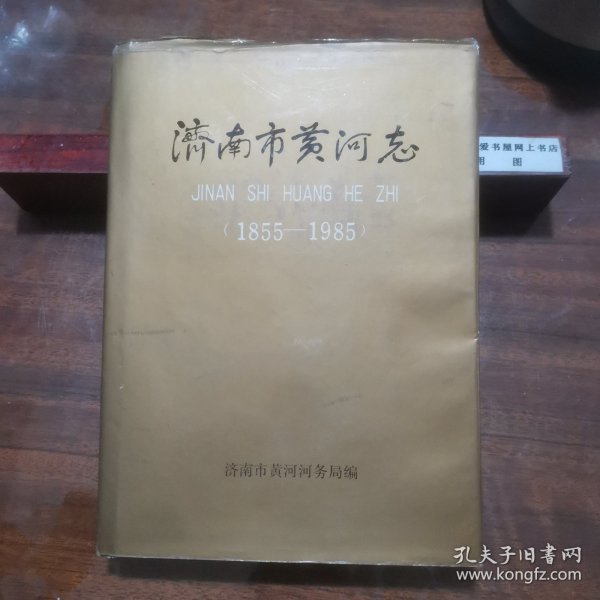 濟南市黄河志
JINAN SHI HUANG HE ZHI
(1855—1985)
济南市黄河河务局编
爱书屋网上书店
用 图
孔夫子旧书网
www.kongfz.com